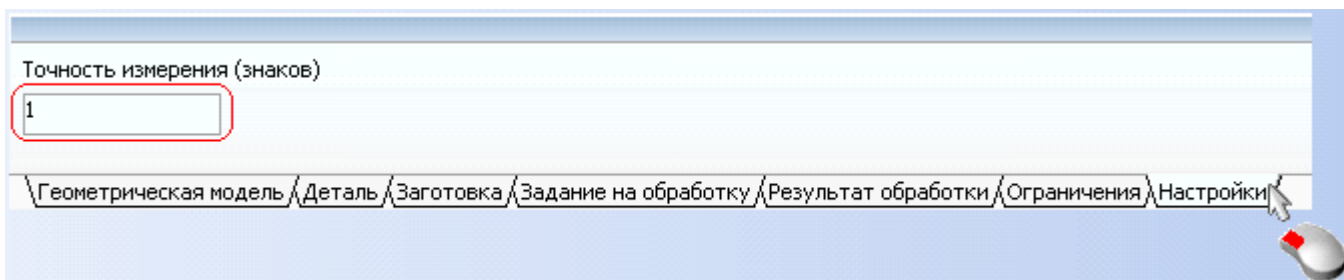 Точность измерения (знаков)
1
Геометрическая модель Деталь Заготовка Задание на обработку Результат обработки Ограничения Настройки